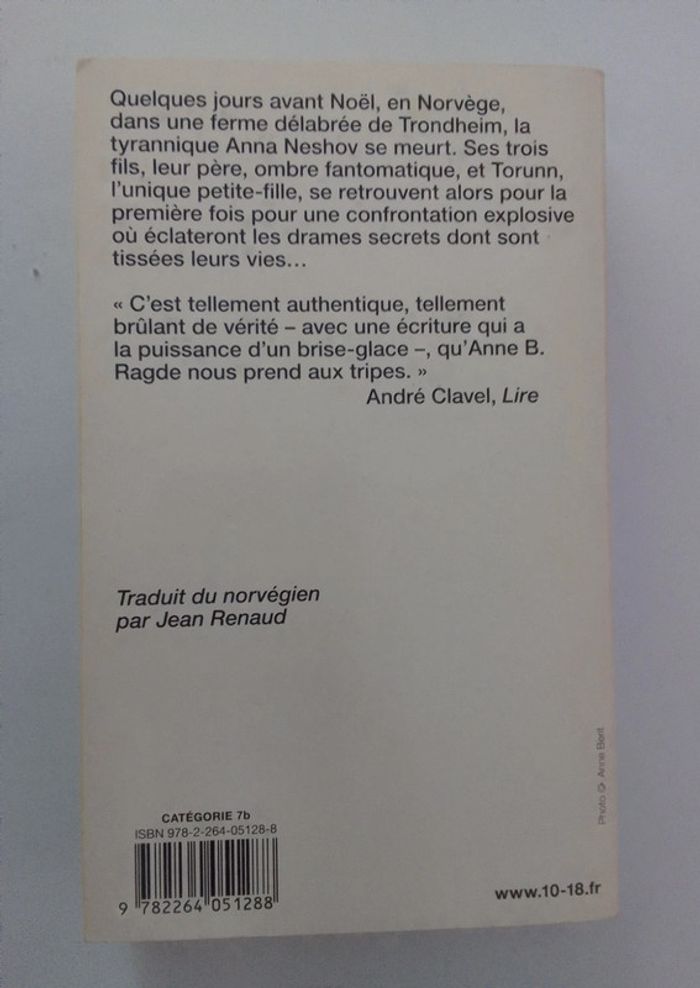 Quelques jours avant Noël, en Norvège,
dans une ferme délabrée de Trondheim, la
tyrannique Anna Neshov se meurt. Ses trois
fils, leur père, ombre fantomatique, et Torunn,
l'unique petite-fille, se retrouvent alors pour la
première fois pour une confrontation explosive
où éclateront les drames secrets dont sont
tissées leurs vies…
« C'est tellement authentique, tellement
brûlant de vérité – avec une écriture qui a
la puissance d'un brise-glace –, qu'Anne B.
Ragde nous prend aux tripes. »
André Clavel, Lire
Traduit du norvégien
par Jean Renaud
Photo © Anne Berit
CATÉGORIE 7b
ISBN 978-2-264-05128-8
9 782264 051288
www.10-18.fr